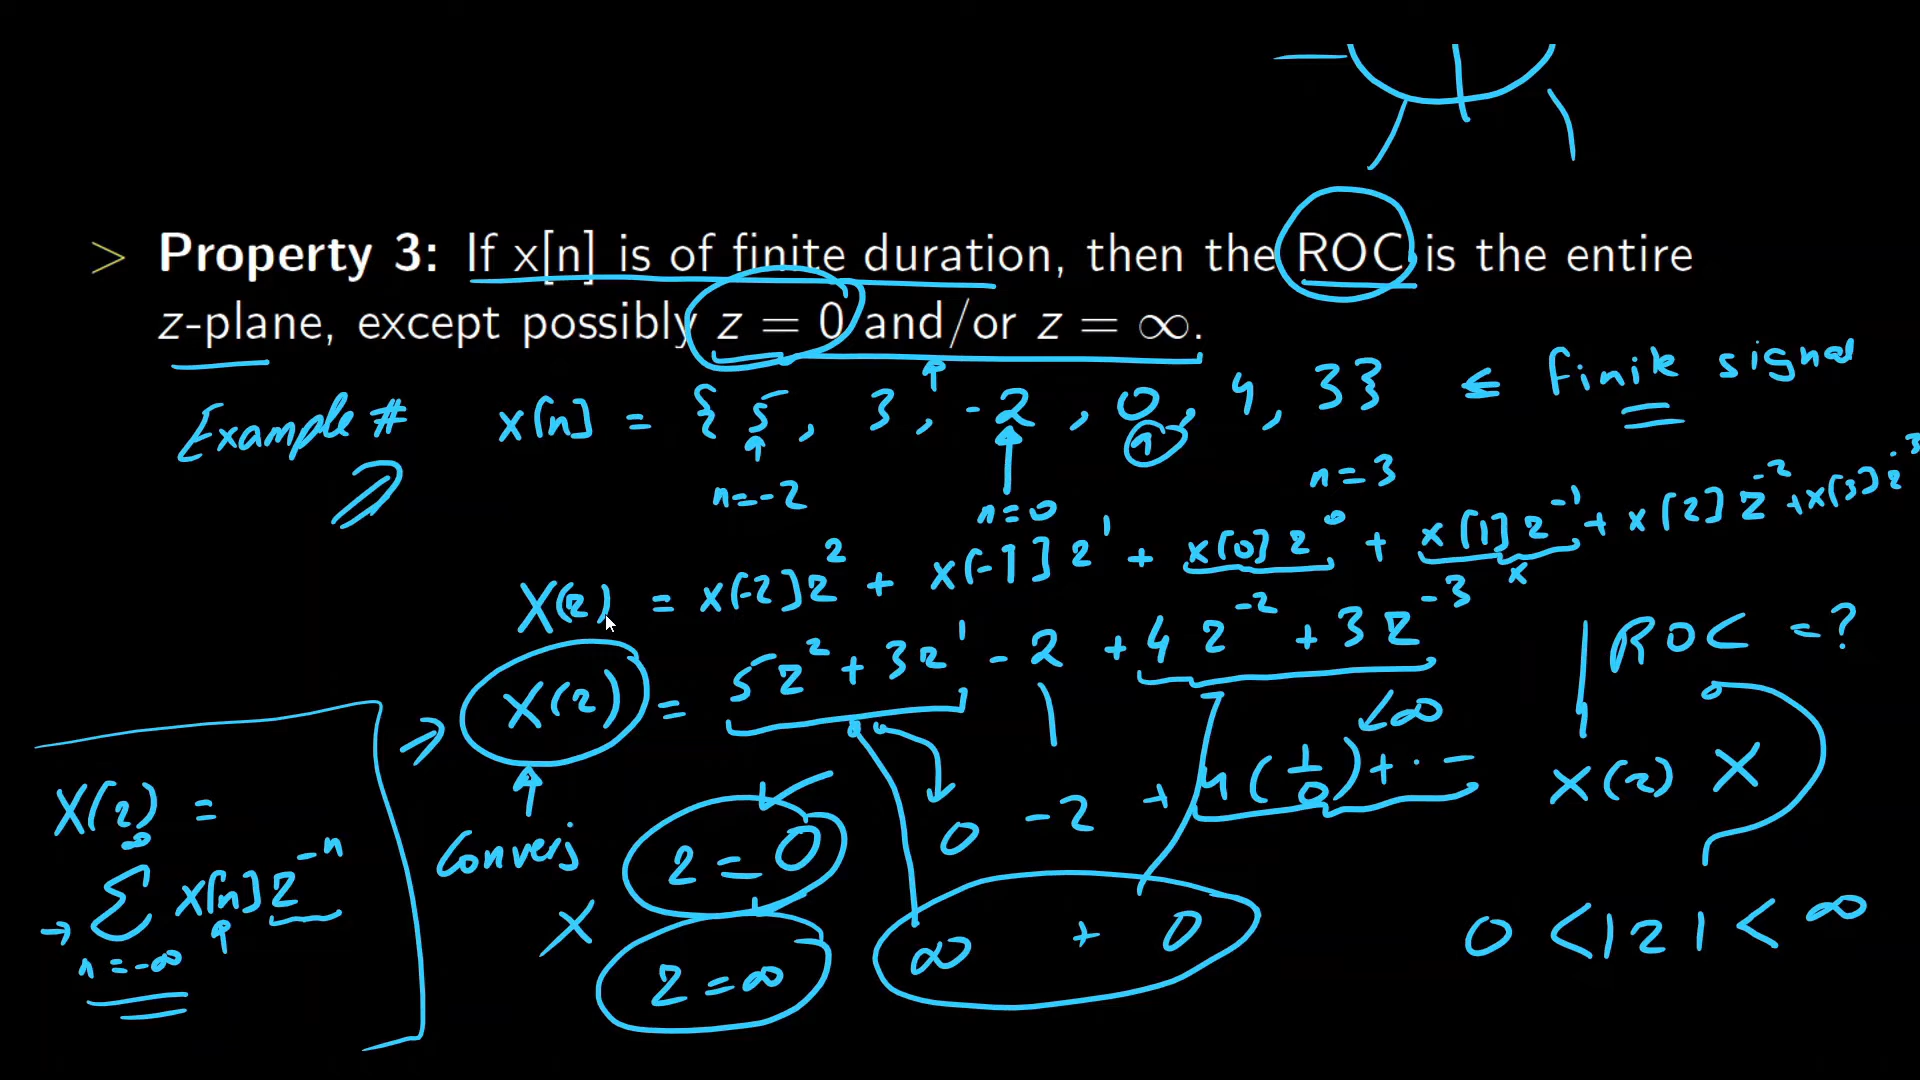 > Property 3: If x[n] is of finite duration, then the ROC is the entire
z-plane, except possibly z = 0 and/or z = ∞.
Example # x[n] = { 5, 3, -2, 0, 4, 3} ⇐ finite signal
n=-2 n=0 n=3
X(z) = x[-2]z² + x[-1]z¹ + x[0]z⁰ + x[1]z⁻¹ + x[2]z⁻² + x[3]z⁻³
X(z) = 5z² + 3z¹ - 2 + 4z⁻² + 3z⁻³ | ROC = ?
∞
z = 0 0 - 2 + 4(1/0) + ·- X(z) X
Convers
X z = ∞ ∞ + 0 0 < |z| < ∞
X(z) =
∞
→ ∑ x[n] z⁻ⁿ
n=-∞